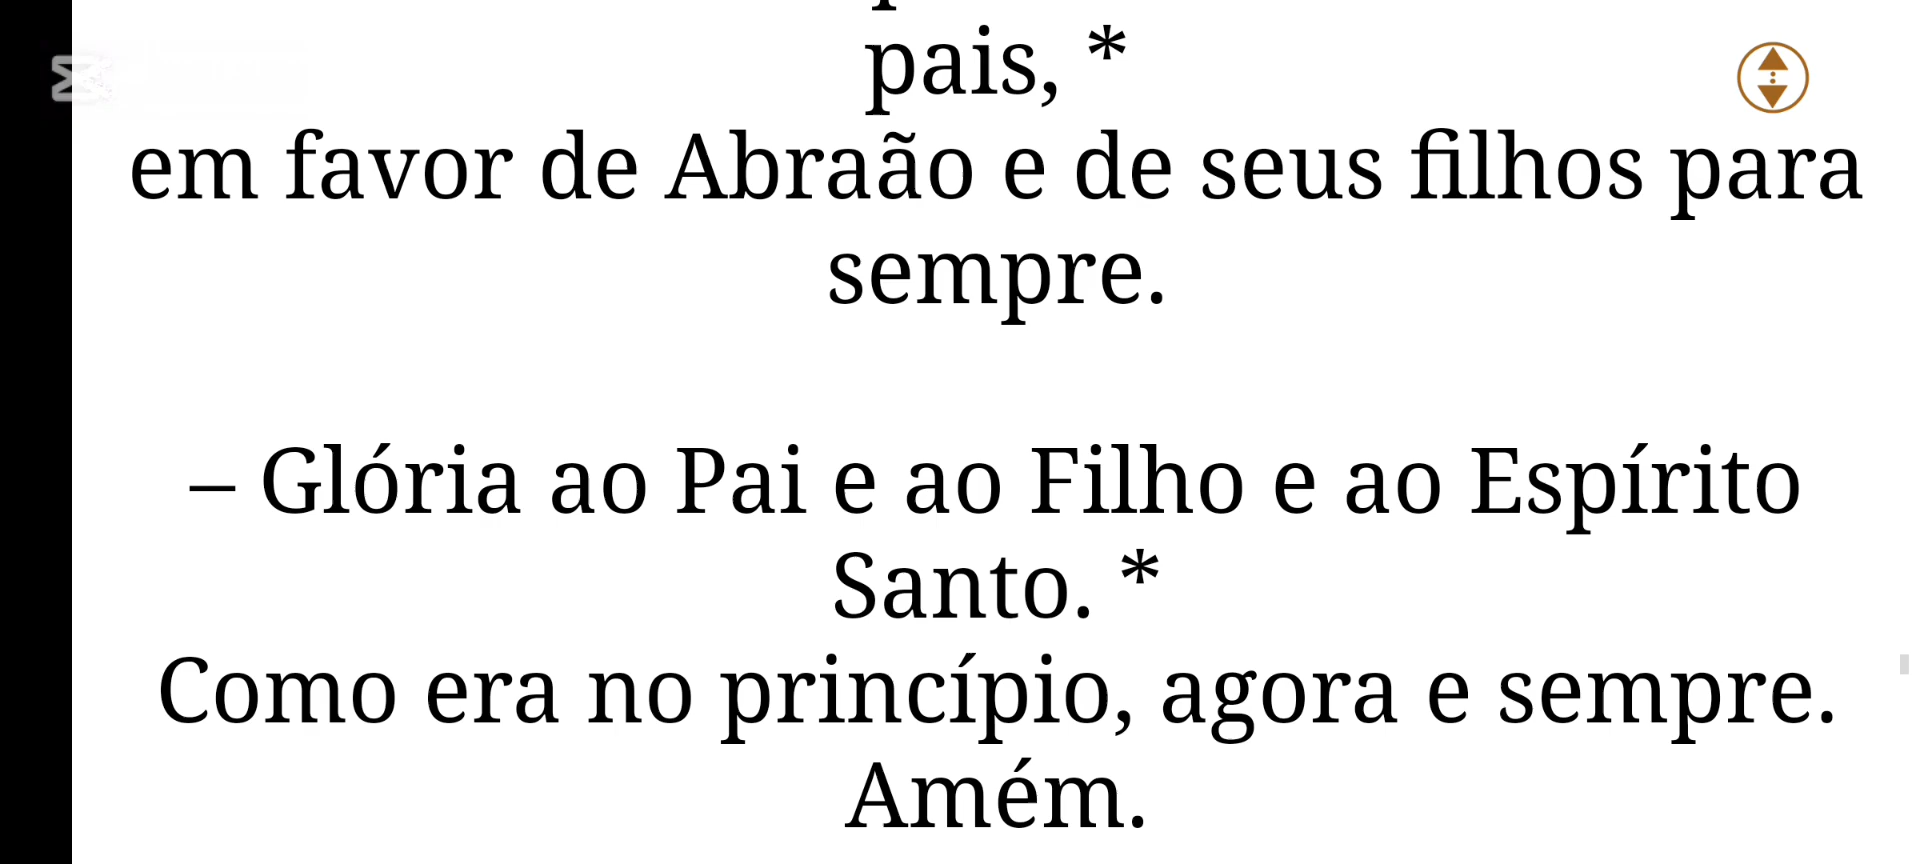 pais, *
em favor de Abraão e de seus filhos para
sempre.
– Glória ao Pai e ao Filho e ao Espírito
Santo. *
Como era no princípio, agora e sempre.
Amém.